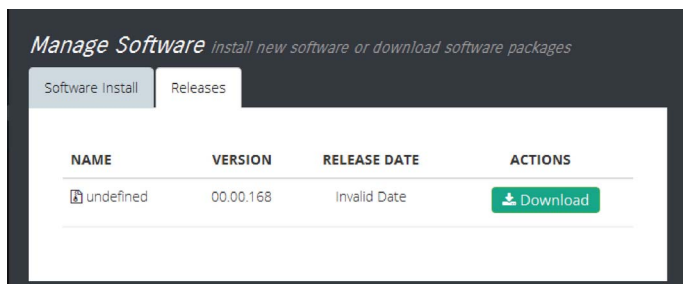 Manage Software install new software or download software packages
Software Install Releases
NAME VERSION RELEASE DATE ACTIONS
undefined 00.00.168 Invalid Date Download